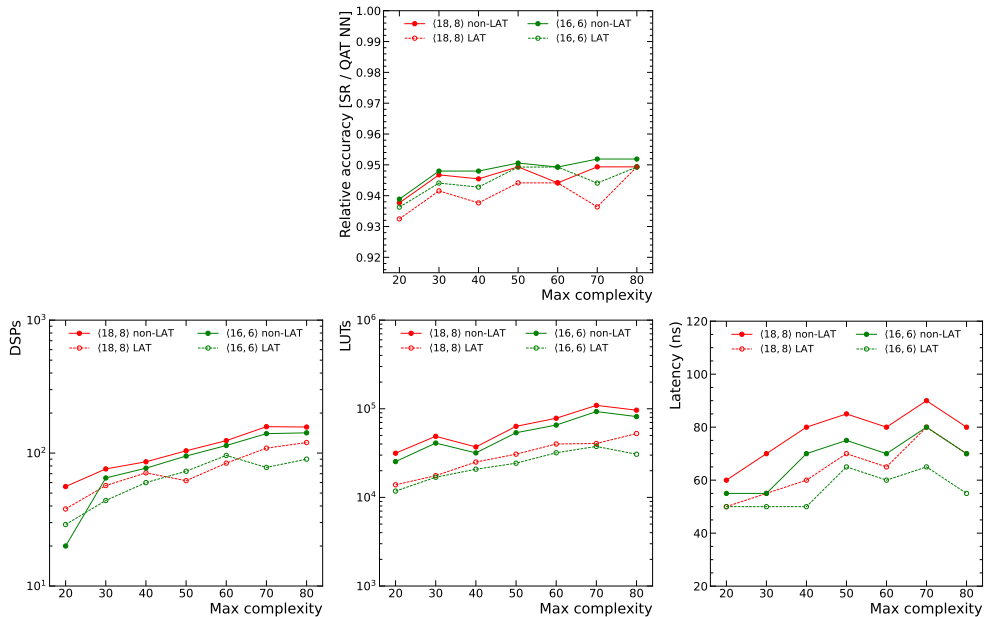 Relative accuracy [SR / QAT NN]
1.00
0.99
0.98
0.97
0.96
0.95
0.94
0.93
0.92
⟨18, 8⟩ non-LAT
⟨18, 8⟩ LAT
⟨16, 6⟩ non-LAT
⟨16, 6⟩ LAT
20 30 40 50 60 70 80
Max complexity
DSPs
10³
10²
10¹
⟨18, 8⟩ non-LAT
⟨18, 8⟩ LAT
⟨16, 6⟩ non-LAT
⟨16, 6⟩ LAT
20 30 40 50 60 70 80
Max complexity
LUTs
10⁶
10⁵
10⁴
10³
⟨18, 8⟩ non-LAT
⟨18, 8⟩ LAT
⟨16, 6⟩ non-LAT
⟨16, 6⟩ LAT
20 30 40 50 60 70 80
Max complexity
Latency (ns)
120
100
80
60
40
20
⟨18, 8⟩ non-LAT
⟨18, 8⟩ LAT
⟨16, 6⟩ non-LAT
⟨16, 6⟩ LAT
20 30 40 50 60 70 80
Max complexity